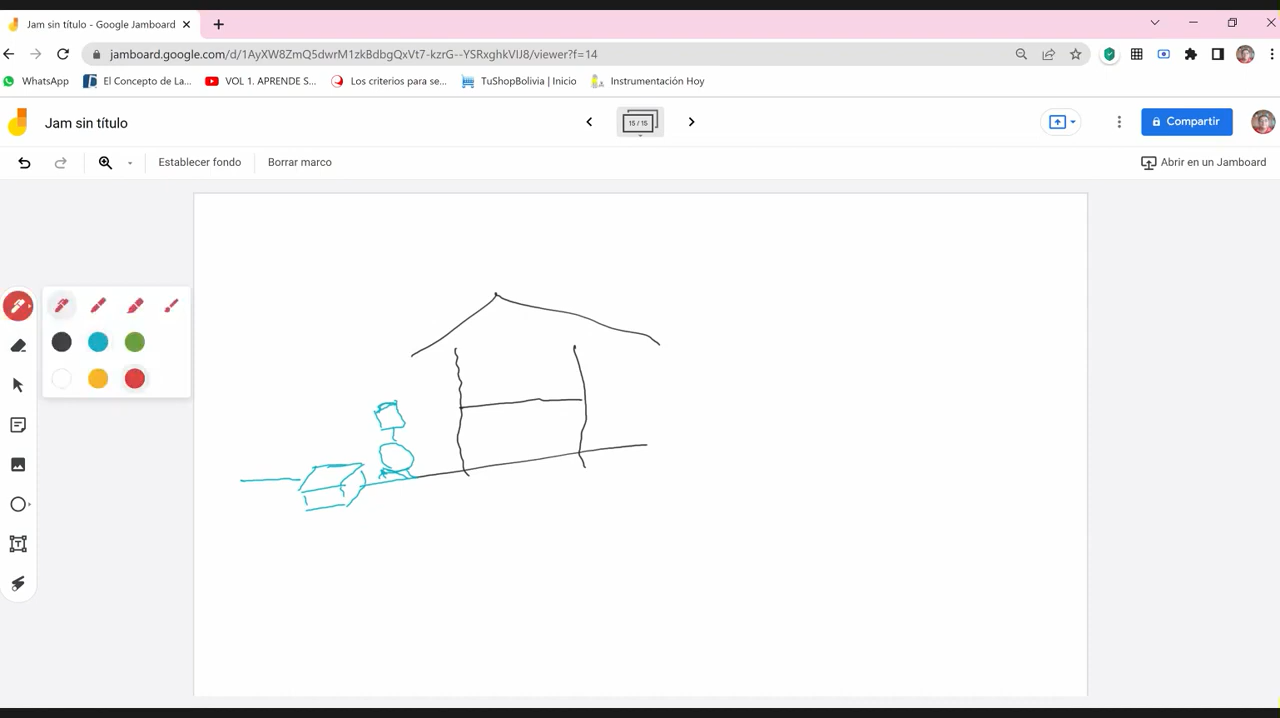 Jam sin título - Google Jamboard
jamboard.google.com/d/1AyXW8ZmQ5dwrM1zkBdbgQxVt7-kzrG--YSRxghkVIJ8/viewer?f=14
WhatsApp El Concepto de La... VOL 1. APRENDE S... Los criterios para se... TuShopBolivia | Inicio Instrumentación Hoy
Jam sin título
15 / 15
Compartir
Establecer fondo Borrar marco Abrir en un Jamboard